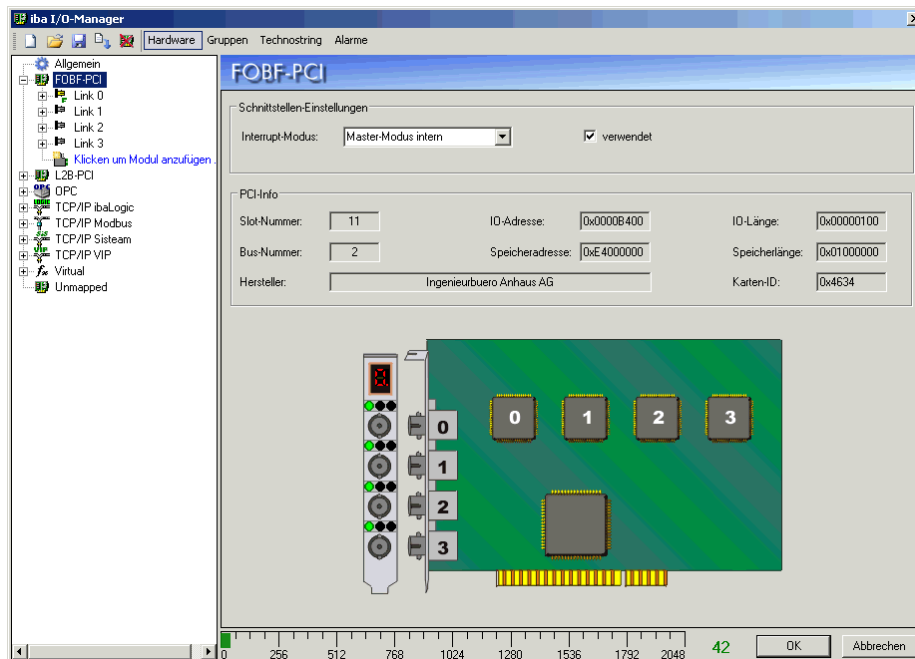 iba I/O-Manager
Hardware Gruppen Technostring Alarme
Allgemein
FOBF-PCI
Link 0
Link 1
Link 2
Link 3
Klicken um Modul anzufügen .
L2B-PCI
OPC
TCP/IP ibaLogic
TCP/IP Modbus
TCP/IP Sisteam
TCP/IP VIP
Virtual
Unmapped
FOBF-PCI
Schnittstellen-Einstellungen
Interrupt-Modus: Master-Modus intern verwendet
PCI-Info
Slot-Nummer: 11 IO-Adresse: 0x0000B400 IO-Länge: 0x00000100
Bus-Nummer: 2 Speicheradresse: 0xE4000000 Speicherlänge: 0x01000000
Hersteller: Ingenieurbuero Anhaus AG Karten-ID: 0x4634
0 1 2 3
0
1
2
3
0 256 512 768 1024 1280 1536 1792 2048
42 OK Abbrechen